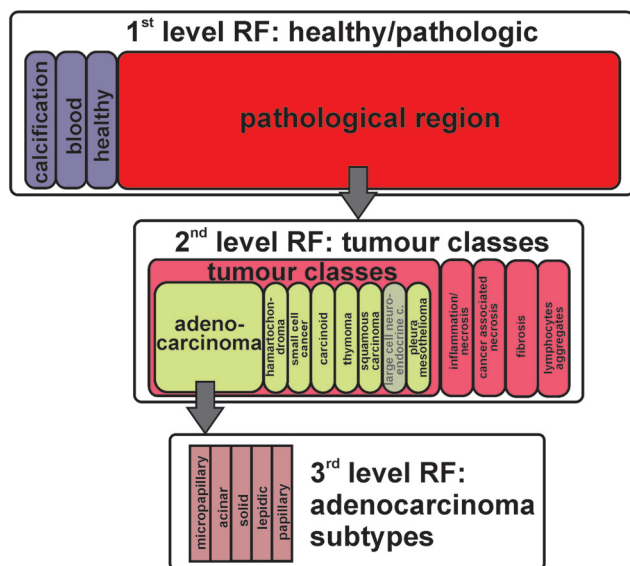 1st level RF: healthy/pathologic
calcification
blood
healthy
pathological region
2nd level RF: tumour classes
tumour classes
adeno-
carcinoma
hamartochon-
droma
small cell
cancer
carcinoid
thymoma
squamous
carcinoma
large cell neuro-
endocrine c.
pleura
mesothelioma
inflammation/
necrosis
cancer associated
necrosis
fibrosis
lymphocytes
aggregates
micropapillary
acinar
solid
lepidic
papillary
3rd level RF:
adenocarcinoma
subtypes